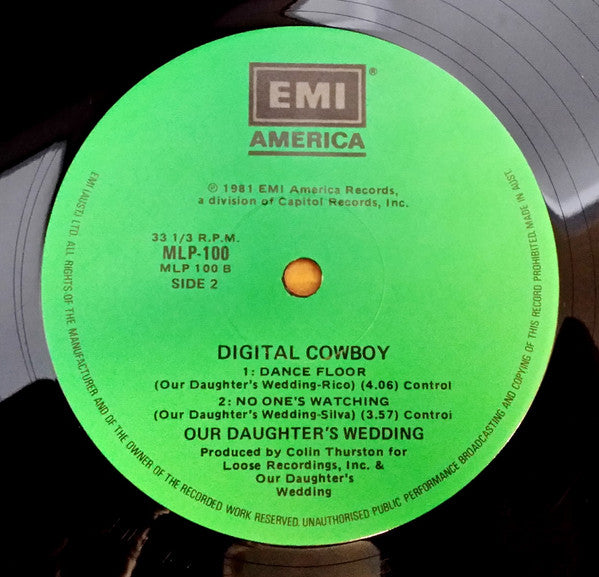 EMI®
AMERICA
℗ 1981 EMI America Records,
a division of Capitol Records, Inc.
33 1/3 R.P.M.
MLP-100
MLP 100 B
SIDE 2
DIGITAL COWBOY
1: DANCE FLOOR
(Our Daughter's Wedding-Rico) (4.06) Control
2: NO ONE'S WATCHING
(Our Daughter's Wedding-Silva) (3.57) Control
OUR DAUGHTER'S WEDDING
Produced by Colin Thurston for
Loose Recordings, Inc. &
Our Daughter's
Wedding
EMI (AUST.) LTD. ALL RIGHTS OF THE MANUFACTURER AND OF THE OWNER OF THE RECORDED WORK RESERVED. UNAUTHORISED PUBLIC PERFORMANCE BROADCASTING AND COPYING OF THIS RECORD PROHIBITED. MADE IN AUST.